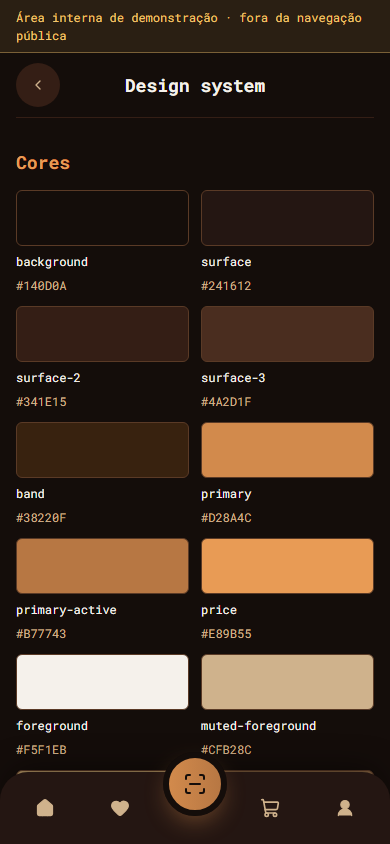 Área interna de demonstração · fora da navegação
pública
Design system
Cores
background
surface
#140D0A
#241612
surface-2
surface-3
#341E15
#4A2D1F
band
primary
#38220F
#D28A4C
primary-active
price
#B77743
#E89B55
foreground
muted-foreground
#F5F1EB
#CFB28C